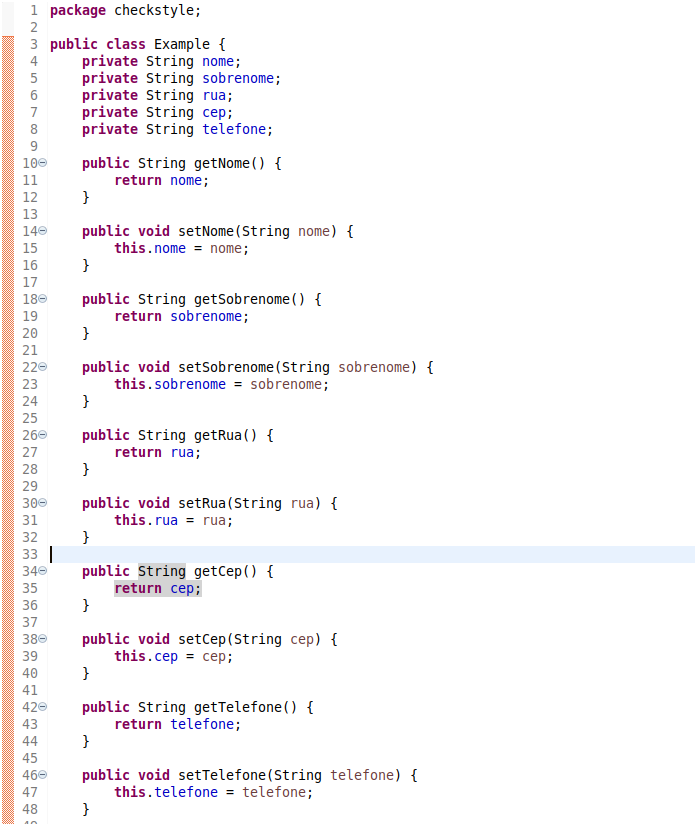 1 package checkstyle;
2
3 public class Example {
4     private String nome;
5     private String sobrenome;
6     private String rua;
7     private String cep;
8     private String telefone;
9
10     public String getNome() {
11         return nome;
12     }
13
14     public void setNome(String nome) {
15         this.nome = nome;
16     }
17
18     public String getSobrenome() {
19         return sobrenome;
20     }
21
22     public void setSobrenome(String sobrenome) {
23         this.sobrenome = sobrenome;
24     }
25
26     public String getRua() {
27         return rua;
28     }
29
30     public void setRua(String rua) {
31         this.rua = rua;
32     }
33
34     public String getCep() {
35         return cep;
36     }
37
38     public void setCep(String cep) {
39         this.cep = cep;
40     }
41
42     public String getTelefone() {
43         return telefone;
44     }
45
46     public void setTelefone(String telefone) {
47         this.telefone = telefone;
48     }